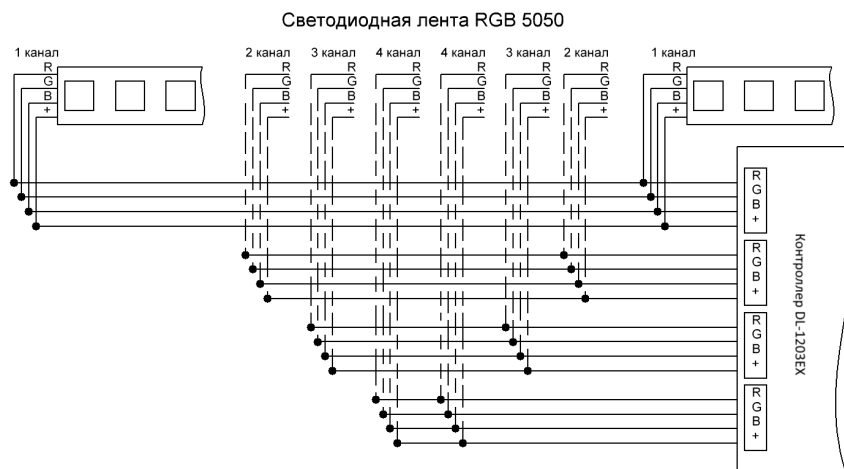 Светодиодная лента RGB 5050
1 канал
2 канал
3 канал
4 канал
4 канал
3 канал
2 канал
1 канал
R
G
B
+
R
G
B
+
R
G
B
+
R
G
B
+
R
G
B
+
R
G
B
+
R
G
B
+
R
G
B
+
R
G
B
+
R
G
B
+
R
G
B
+
R
G
B
+
Контроллер DL-1203EX